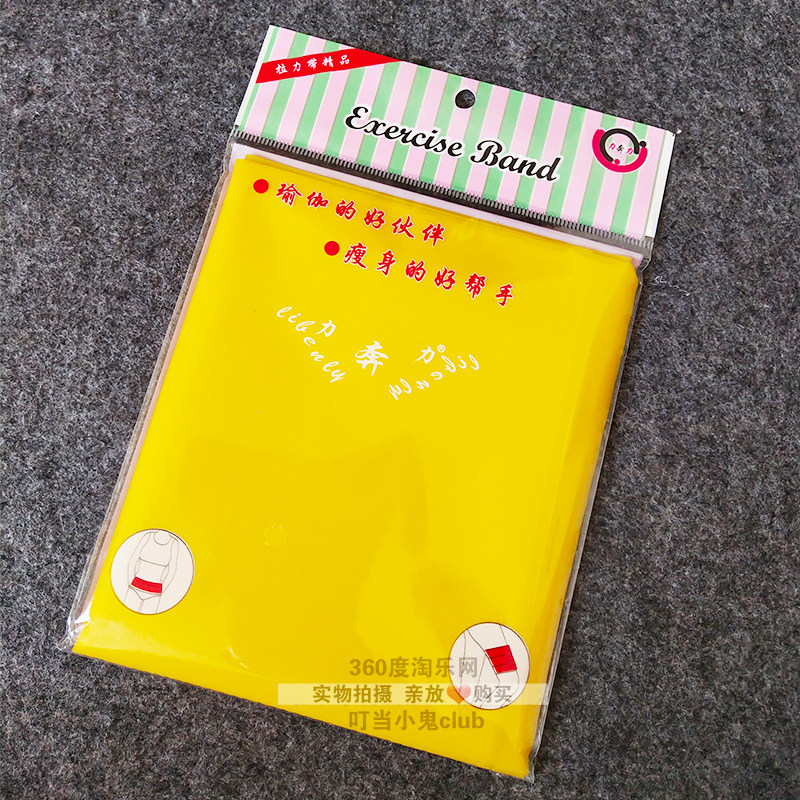 拉力带精品
Exercise Band
力奔力
●瑜伽的好伙伴
●瘦身的好帮手
力奔力®
libenly
libenly
360度淘乐网
实物拍摄 亲放❤购买
叮当小鬼club